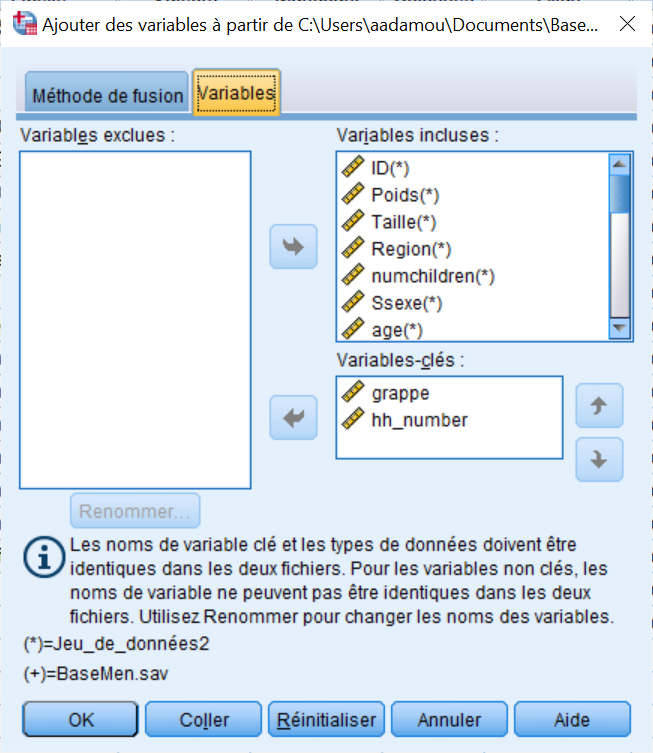 Ajouter des variables à partir de C:\Users\aadamou\Documents\Base...
Méthode de fusion
Variables
Variables exclues :
Variables incluses :
ID(*)
Poids(*)
Taille(*)
Region(*)
numchildren(*)
Ssexe(*)
age(*)
Variables-clés :
grappe
hh_number
Renommer...
Les noms de variable clé et les types de données doivent être
identiques dans les deux fichiers. Pour les variables non clés, les
noms de variable ne peuvent pas être identiques dans les deux
fichiers. Utilisez Renommer pour changer les noms des variables.
(*)=Jeu_de_données2
(+)=BaseMen.sav
OK
Coller
Réinitialiser
Annuler
Aide